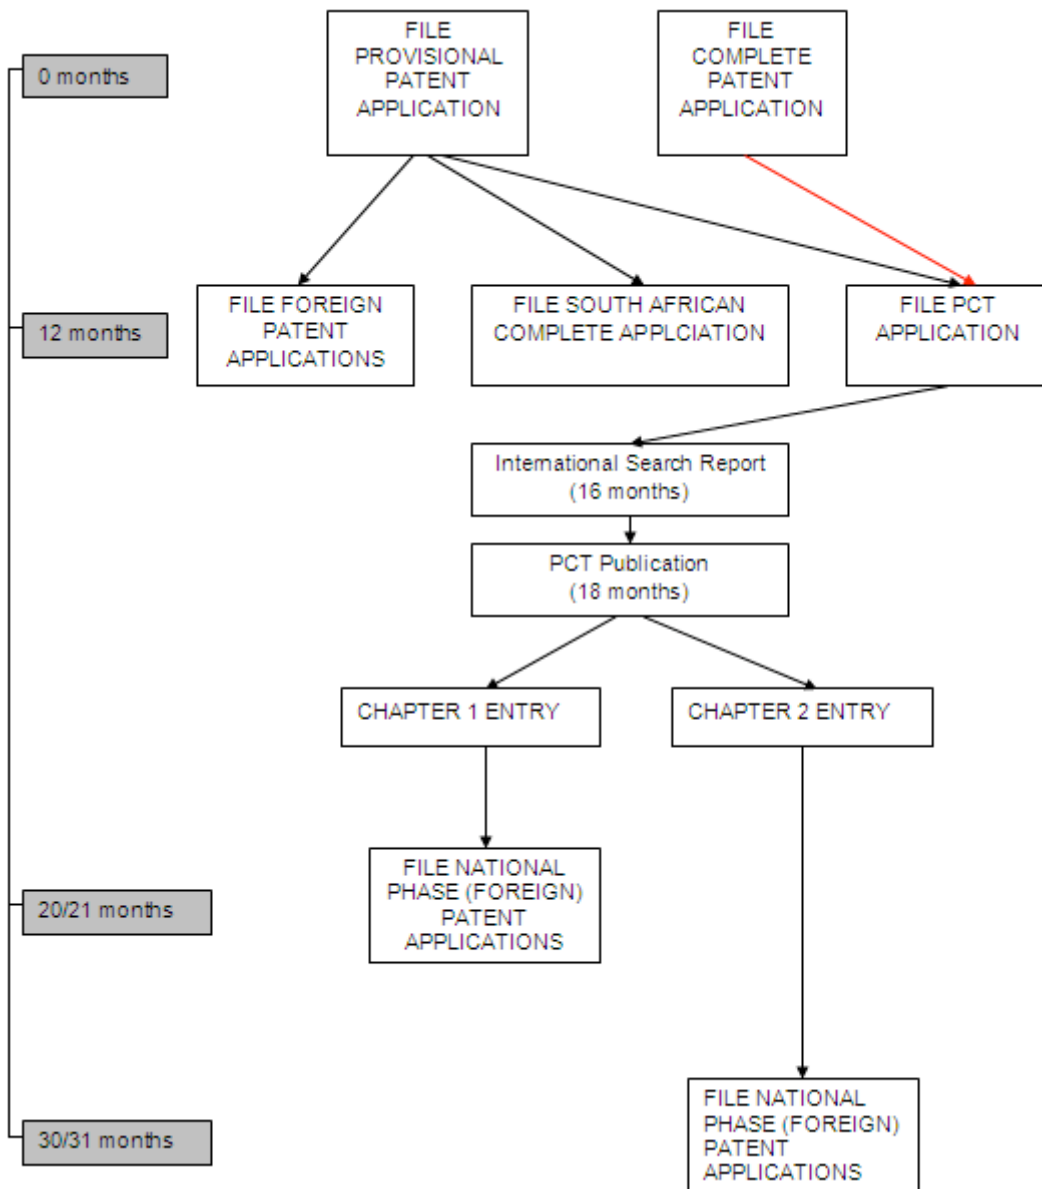 FILE
PROVISIONAL
PATENT
APPLICATION
FILE
COMPLETE
PATENT
APPLICATION
0 months
FILE FOREIGN
PATENT
APPLICATIONS
FILE SOUTH AFRICAN
COMPLETE APPLCIATION
FILE PCT
APPLICATION
12 months
International Search Report
(16 months)
PCT Publication
(18 months)
CHAPTER 1 ENTRY
CHAPTER 2 ENTRY
FILE NATIONAL
PHASE (FOREIGN)
PATENT
APPLICATIONS
20/21 months
FILE NATIONAL
PHASE (FOREIGN)
PATENT
APPLICATIONS
30/31 months